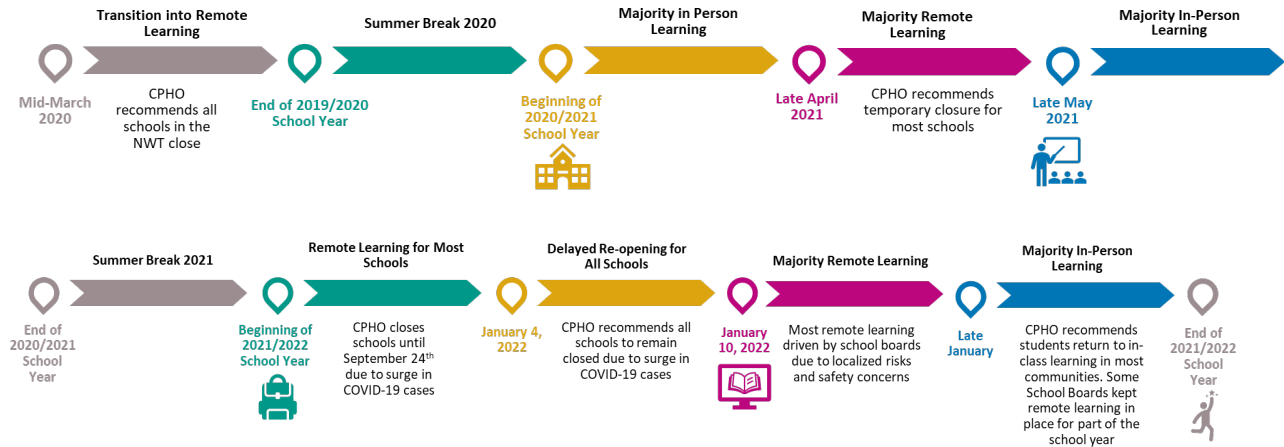 Transition into Remote
Learning
Summer Break 2020
Majority in Person
Learning
Majority Remote
Learning
Majority In-Person
Learning
Mid-March
2020
CPHO
recommends all
schools in the
NWT close
End of 2019/2020
School Year
Beginning of
2020/2021
School Year
Late April
2021
CPHO recommends
temporary closure for
most schools
Late May
2021
Summer Break 2021
Remote Learning for Most
Schools
Delayed Re-opening for
All Schools
Majority Remote Learning
Majority In-Person
Learning
End of
2020/2021
School
Year
Beginning of
2021/2022
School Year
CPHO closes
schools until
September 24th
due to surge in
COVID-19 cases
January 4,
2022
CPHO recommends all
schools to remain
closed due to surge in
COVID-19 cases
January
10, 2022
Most remote learning
driven by school boards
due to localized risks
and safety concerns
Late
January
CPHO recommends
students return to in-
class learning in most
communities. Some
School Boards kept
remote learning in
place for part of the
school year
End of
2021/2022
School
Year